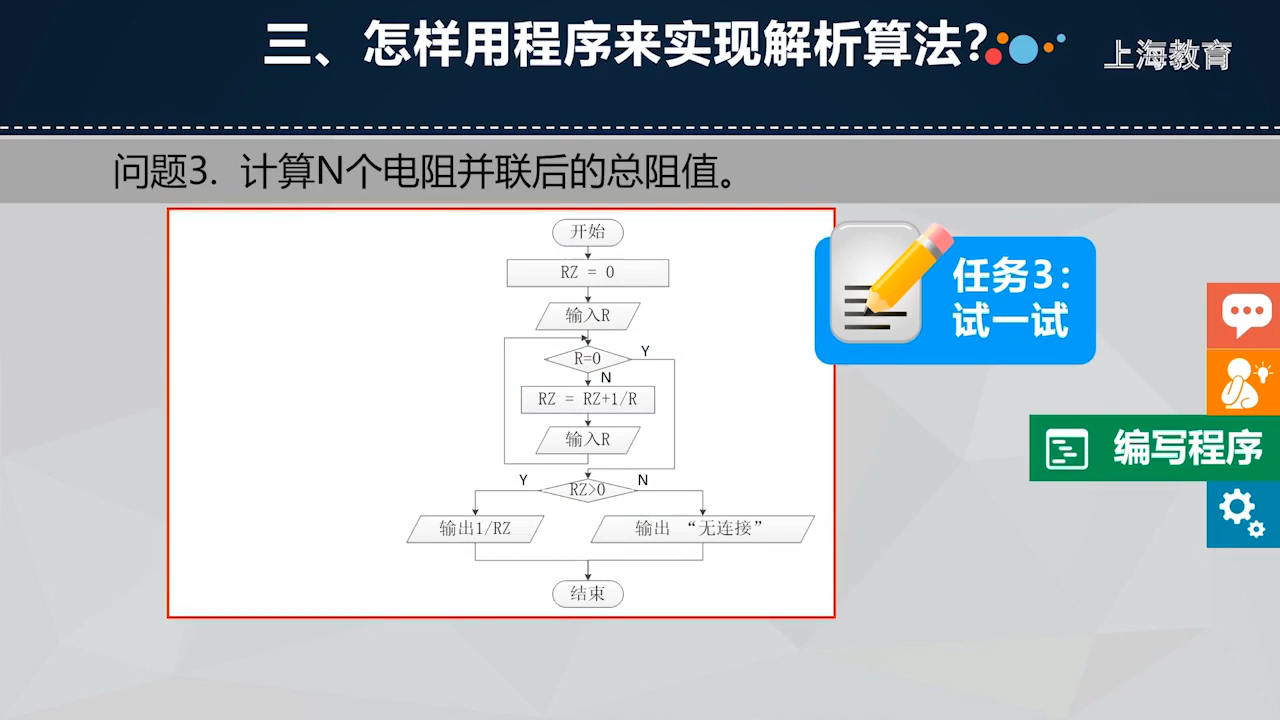 三、怎样用程序来实现解析算法?
上海教育
问题3. 计算N个电阻并联后的总阻值。
开始
RZ = 0
输入R
R=0
Y
N
RZ = RZ+1/R
输入R
Y
RZ>0
N
输出1/RZ
输出 “无连接”
结束
任务3：
试一试
编写程序